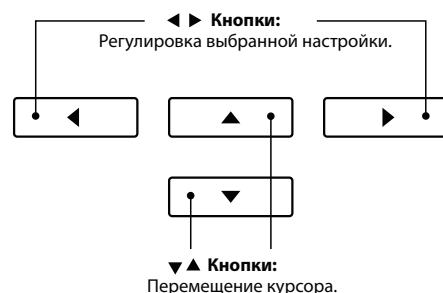 ◀ ▶ Кнопки:
Регулировка выбранной настройки.
▼▲ Кнопки:
Перемещение курсора.